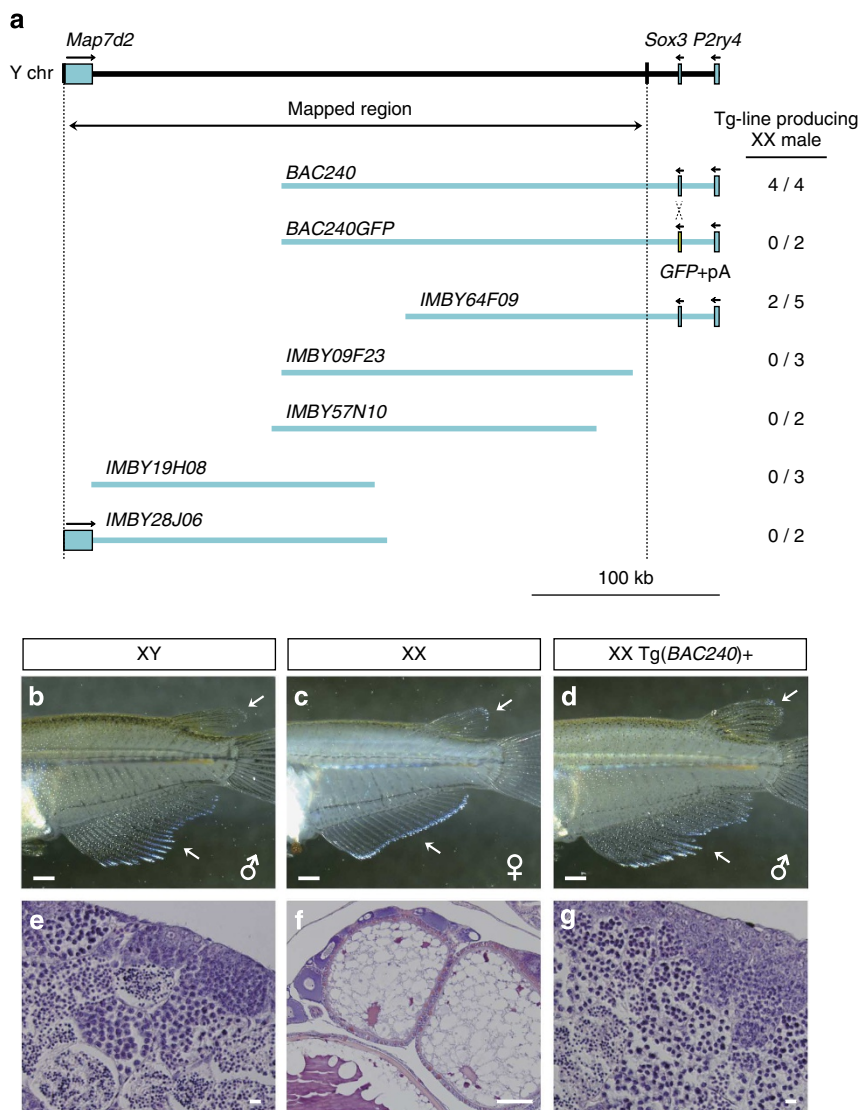 a
Map7d2
Sox3 P2ry4
Y chr
Mapped region
Tg-line producing
XX male
BAC240
4 / 4
BAC240GFP
0 / 2
GFP+pA
IMBY64F09
2 / 5
IMBY09F23
0 / 3
IMBY57N10
0 / 2
IMBY19H08
0 / 3
IMBY28J06
0 / 2
100 kb
XY
XX
XX Tg(BAC240)+
b
c
d
♂
♀
♂
e
f
g